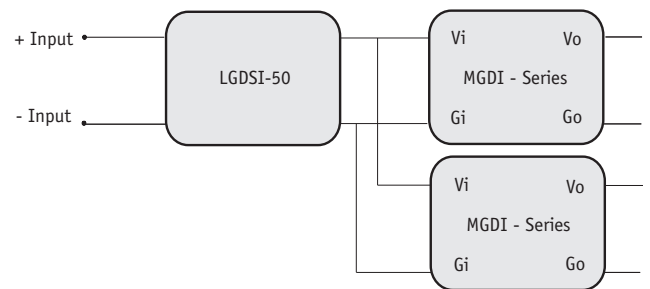 + Input
- Input
LGDSI-50
Vi Vo
MGDI - Series
Gi Go
Vi Vo
MGDI - Series
Gi Go